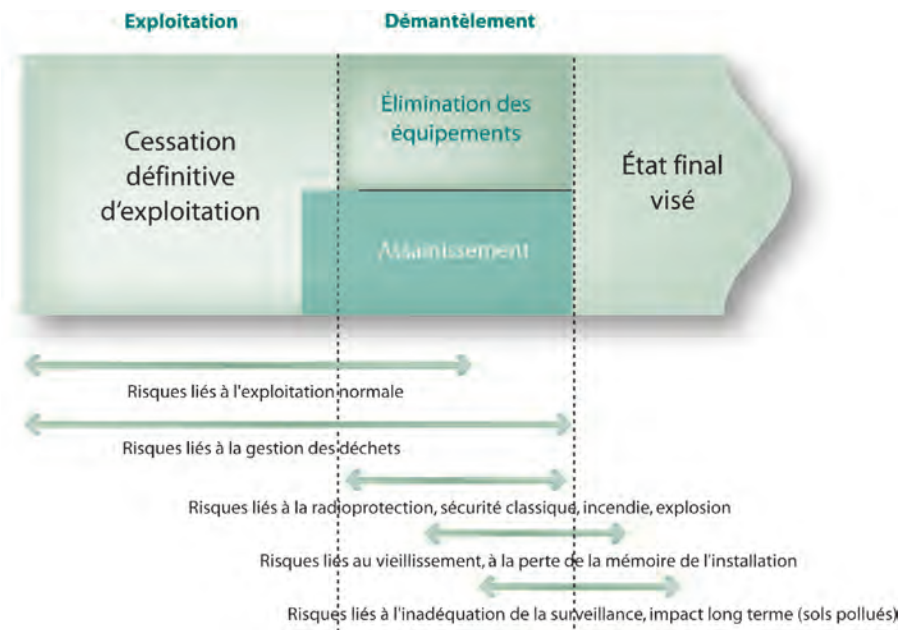 Exploitation
Démantèlement
Cessation
définitive
d'exploitation
Élimination des
équipements
Assainissement
État final
visé
Risques liés à l'exploitation normale
Risques liés à la gestion des déchets
Risques liés à la radioprotection, sécurité classique, incendie, explosion
Risques liés au vieillissement, à la perte de la mémoire de l'installation
Risques liés à l'inadéquation de la surveillance, impact long terme (sols pollués)